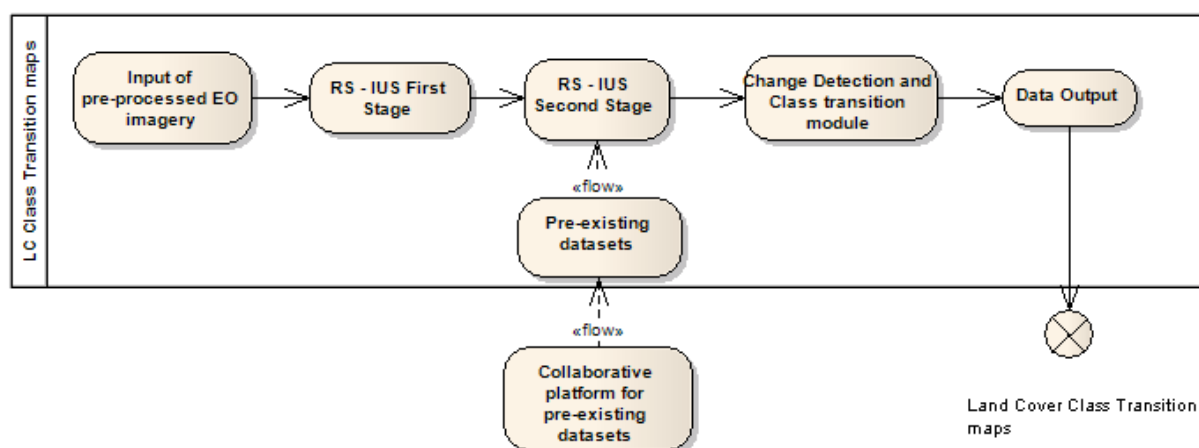 LC Class Transition maps
Input of
pre-processed EO
imagery
RS - IUS First
Stage
RS - IUS
Second Stage
Change Detection and
Class transition
module
Data Output
«flow»
Pre-existing
datasets
«flow»
Collaborative
platform for
pre-existing
datasets
Land Cover Class Transition
maps